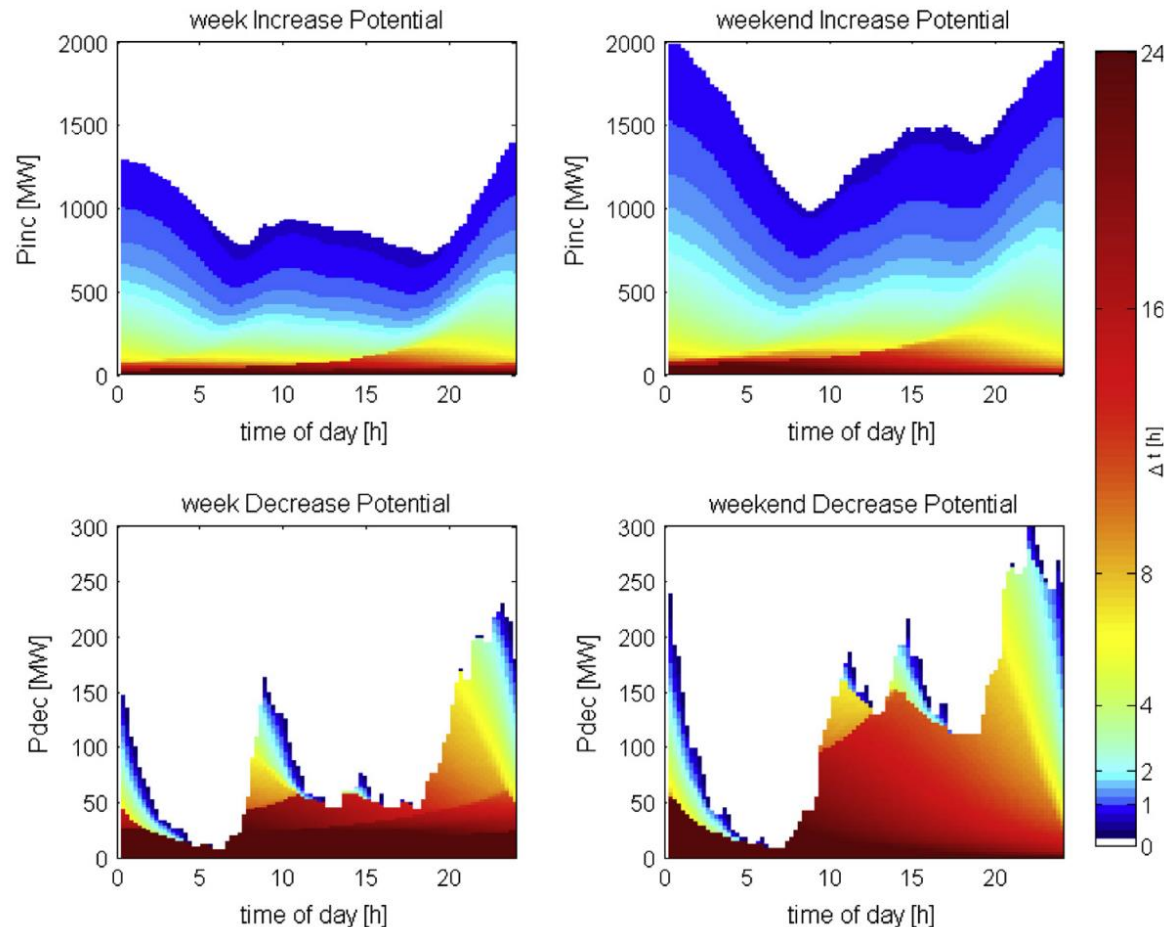 week Increase Potential
2000
1500
1000
500
0
Pinc [MW]
0 5 10 15 20
time of day [h]
weekend Increase Potential
2000
1500
1000
500
0
Pinc [MW]
0 5 10 15 20
time of day [h]
week Decrease Potential
300
250
200
150
100
50
0
Pdec [MW]
0 5 10 15 20
time of day [h]
weekend Decrease Potential
300
250
200
150
100
50
0
Pdec [MW]
0 5 10 15 20
time of day [h]
24
16
8
2
1
0
Δ t [h]